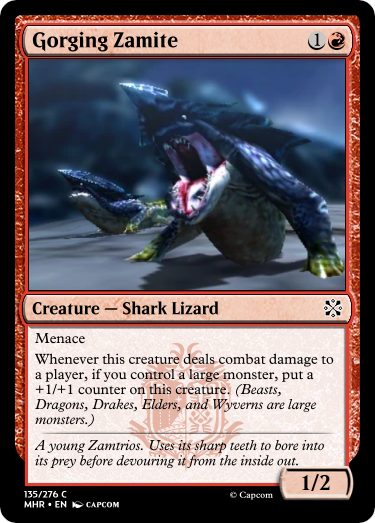 Gorging Zamite
1
Creature — Shark Lizard
Menace
Whenever this creature deals combat damage to
a player, if you control a large monster, put a
+1/+1 counter on this creature. (Beasts,
Dragons, Drakes, Elders, and Wyverns are large
monsters.)
A young Zamtrios. Uses its sharp teeth to bore into
its prey before devouring it from the inside out.
1/2
135/276 C
MHR • EN CAPCOM
© Capcom